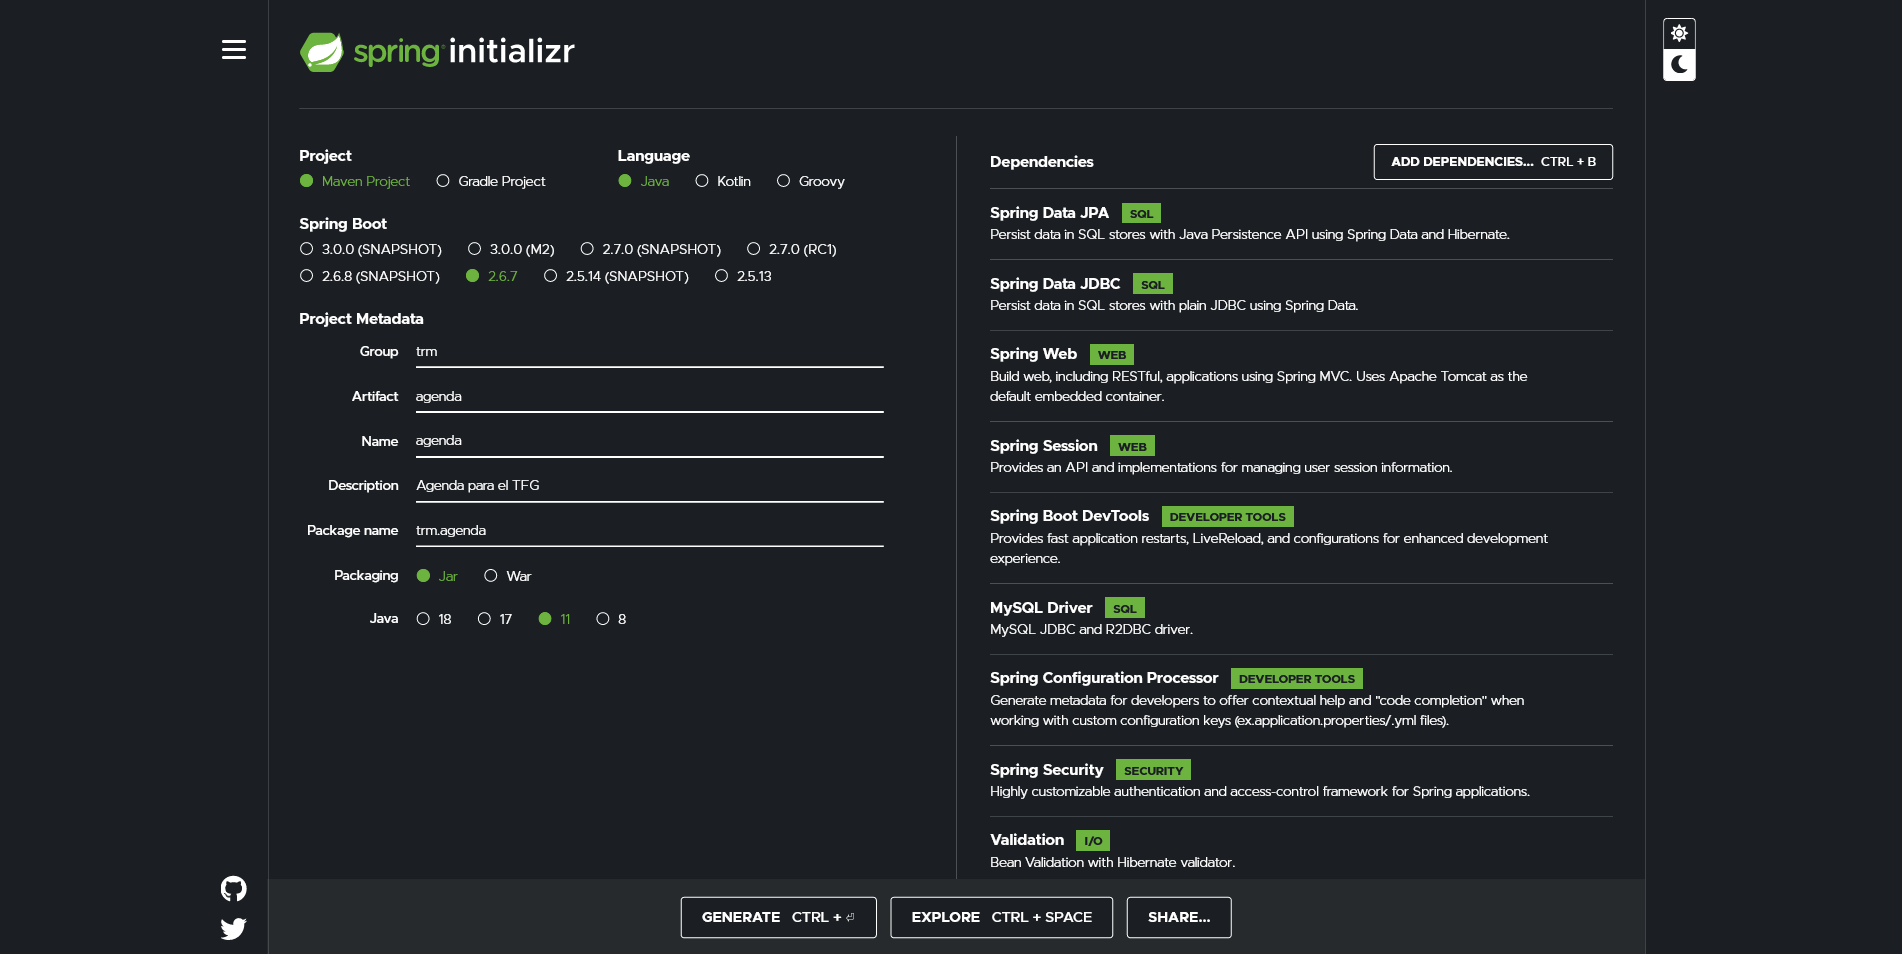 spring initializr
Project
Maven Project Gradle Project
Language
Java Kotlin Groovy
Spring Boot
3.0.0 (SNAPSHOT) 3.0.0 (M2) 2.7.0 (SNAPSHOT) 2.7.0 (RC1)
2.6.8 (SNAPSHOT) 2.6.7 2.5.14 (SNAPSHOT) 2.5.13
Project Metadata
Group trm
Artifact agenda
Name agenda
Description Agenda para el TFG
Package name trm.agenda
Packaging Jar War
Java 18 17 11 8
Dependencies ADD DEPENDENCIES... CTRL + B
Spring Data JPA SQL
Persist data in SQL stores with Java Persistence API using Spring Data and Hibernate.
Spring Data JDBC SQL
Persist data in SQL stores with plain JDBC using Spring Data.
Spring Web WEB
Build web, including RESTful, applications using Spring MVC. Uses Apache Tomcat as the
default embedded container.
Spring Session WEB
Provides an API and implementations for managing user session information.
Spring Boot DevTools DEVELOPER TOOLS
Provides fast application restarts, LiveReload, and configurations for enhanced development
experience.
MySQL Driver SQL
MySQL JDBC and R2DBC driver.
Spring Configuration Processor DEVELOPER TOOLS
Generate metadata for developers to offer contextual help and "code completion" when
working with custom configuration keys (ex.application.properties/.yml files).
Spring Security SECURITY
Highly customizable authentication and access-control framework for Spring applications.
Validation I/O
Bean Validation with Hibernate validator.
GENERATE CTRL + ⏎ EXPLORE CTRL + SPACE SHARE...